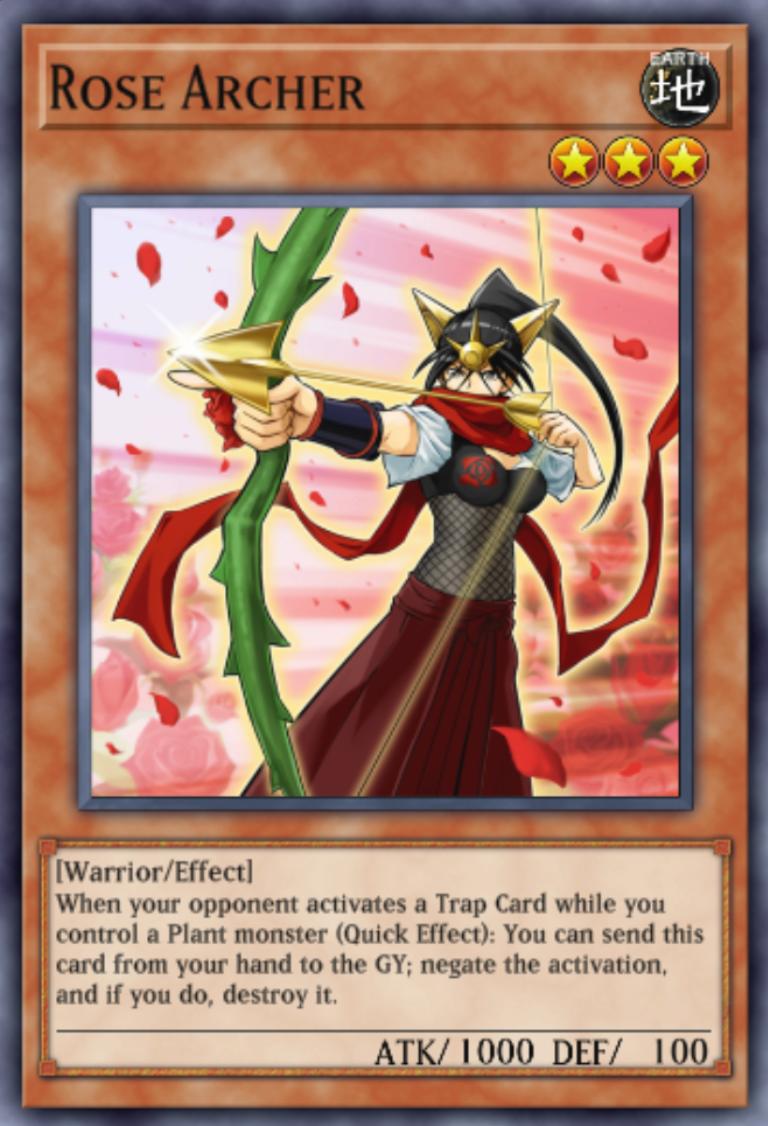 Rose Archer
EARTH
地
[Warrior/Effect]
When your opponent activates a Trap Card while you
control a Plant monster (Quick Effect): You can send this
card from your hand to the GY; negate the activation,
and if you do, destroy it.
ATK/ 1000 DEF/ 100